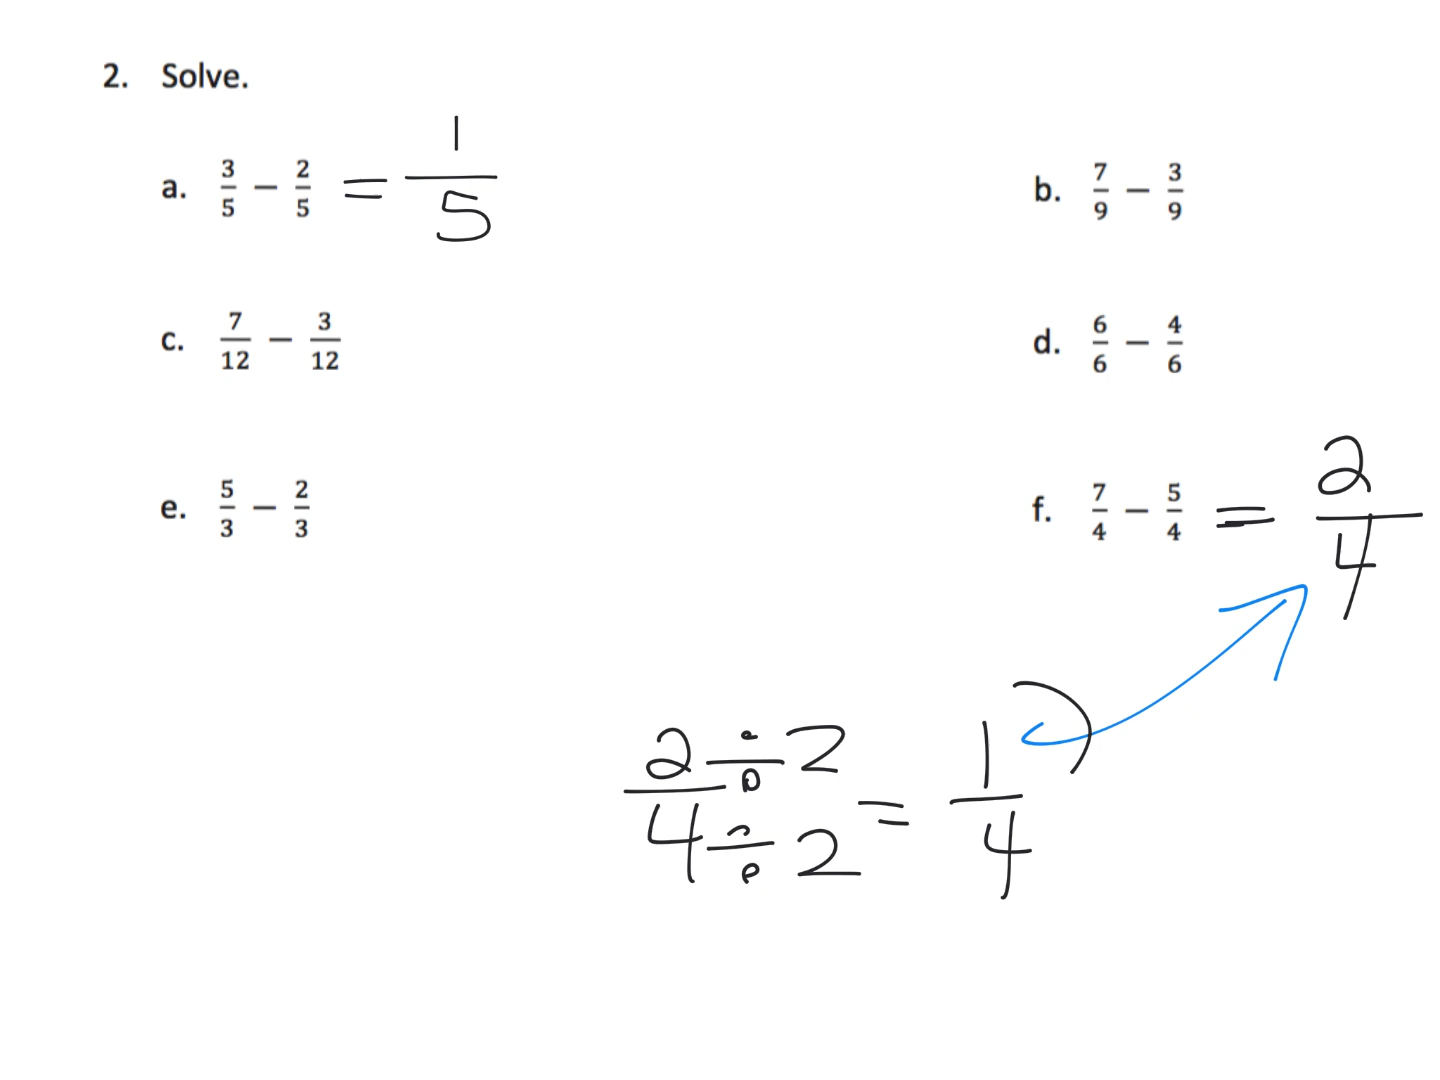 2. Solve.
a. 3/5 − 2/5 = 1/5
b. 7/9 − 3/9
c. 7/12 − 3/12
d. 6/6 − 4/6
e. 5/3 − 2/3
f. 7/4 − 5/4 = 2/4
2 ÷ 2 / 4 ÷ 2 = 1/4